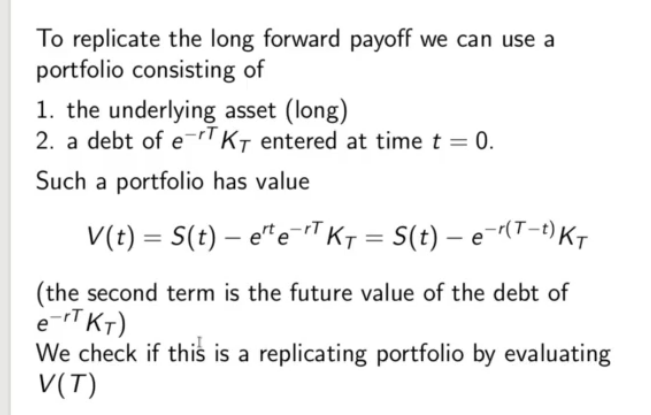 To replicate the long forward payoff we can use a
portfolio consisting of
1. the underlying asset (long)
2. a debt of e^{-rT} K_T entered at time t = 0.
Such a portfolio has value
V(t) = S(t) − e^{rt} e^{-rT} K_T = S(t) − e^{-r(T−t)} K_T
(the second term is the future value of the debt of
e^{-rT} K_T)
We check if this is a replicating portfolio by evaluating
V(T)